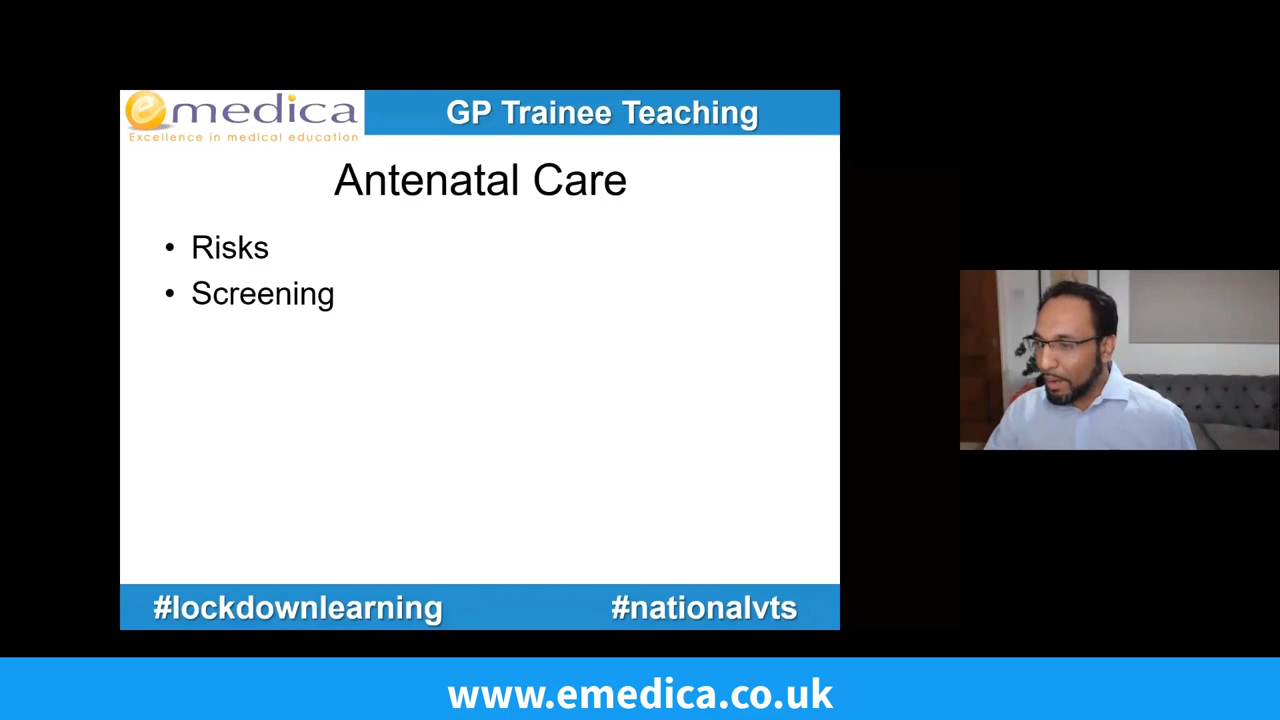 emedica
Excellence in medical education
GP Trainee Teaching
Antenatal Care
• Risks
• Screening
#lockdownlearning
#nationalvts
www.emedica.co.uk